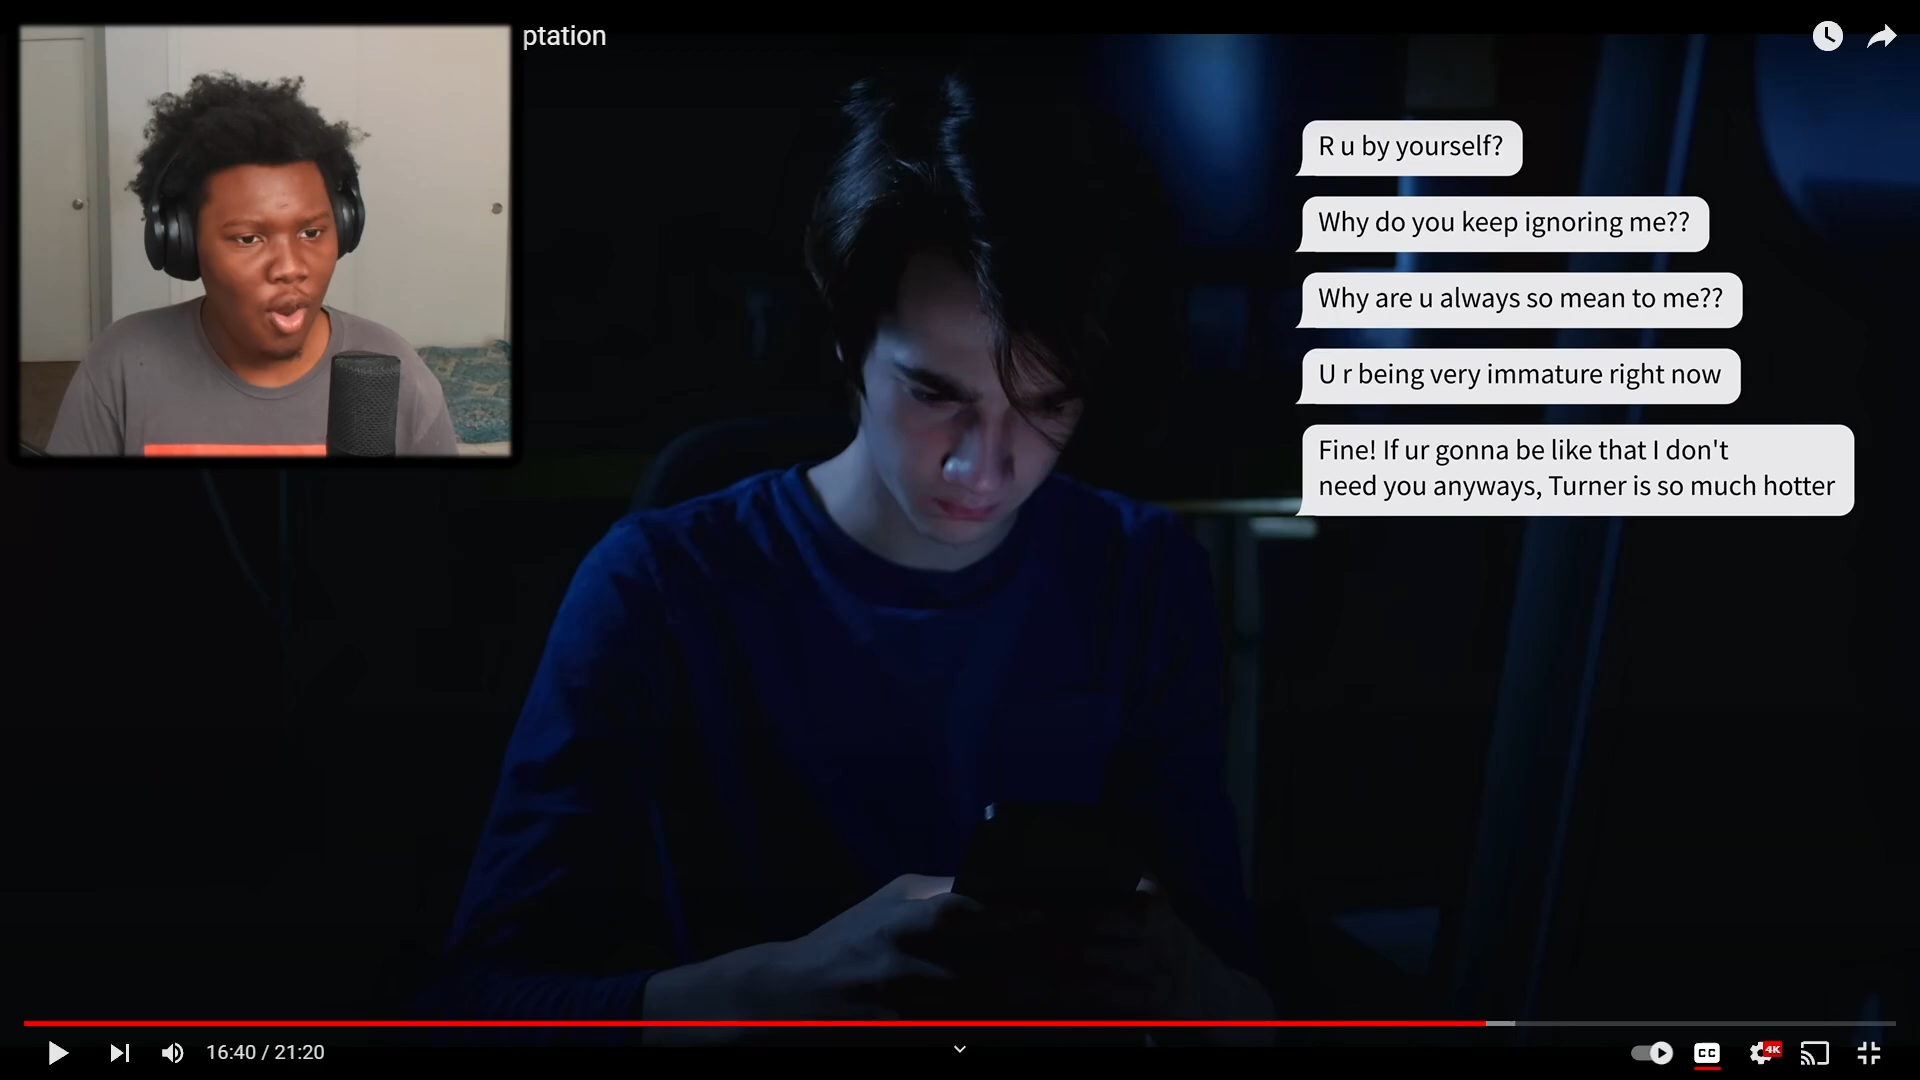 ptation
R u by yourself?
Why do you keep ignoring me??
Why are u always so mean to me??
U r being very immature right now
Fine! If ur gonna be like that I don't
need you anyways, Turner is so much hotter
16:40 / 21:20
CC
4K